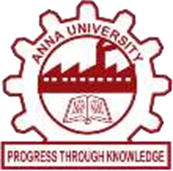 ANNA UNIVERSITY
PROGRESS THROUGH KNOWLEDGE